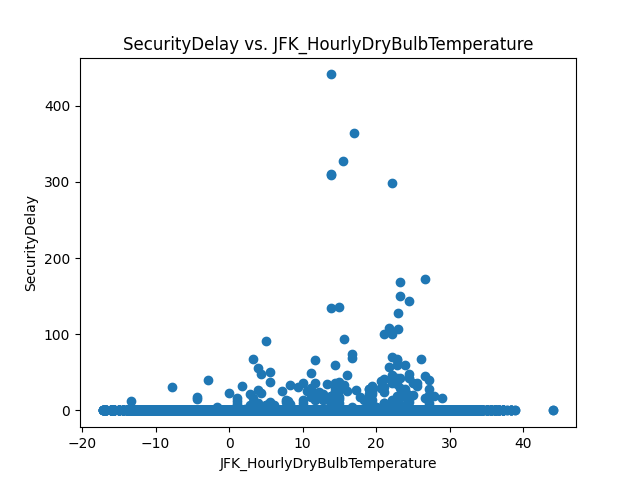 SecurityDelay vs. JFK_HourlyDryBulbTemperature
400
300
200
100
0
SecurityDelay
−20 −10 0 10 20 30 40
JFK_HourlyDryBulbTemperature